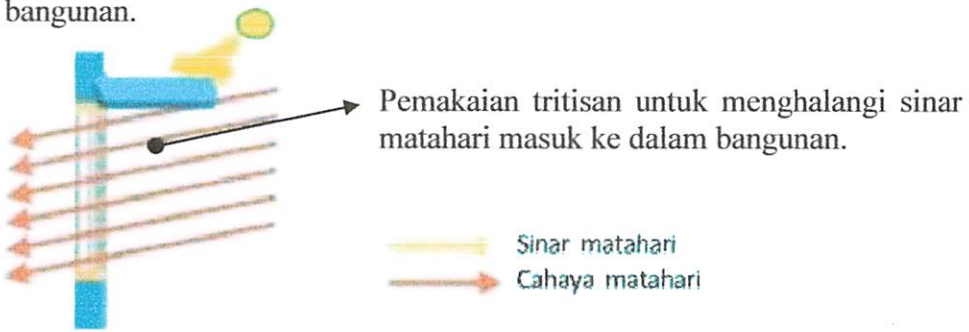 bangunan.
Pemakaian tritisan untuk menghalangi sinar
matahari masuk ke dalam bangunan.
Sinar matahari
Cahaya matahari